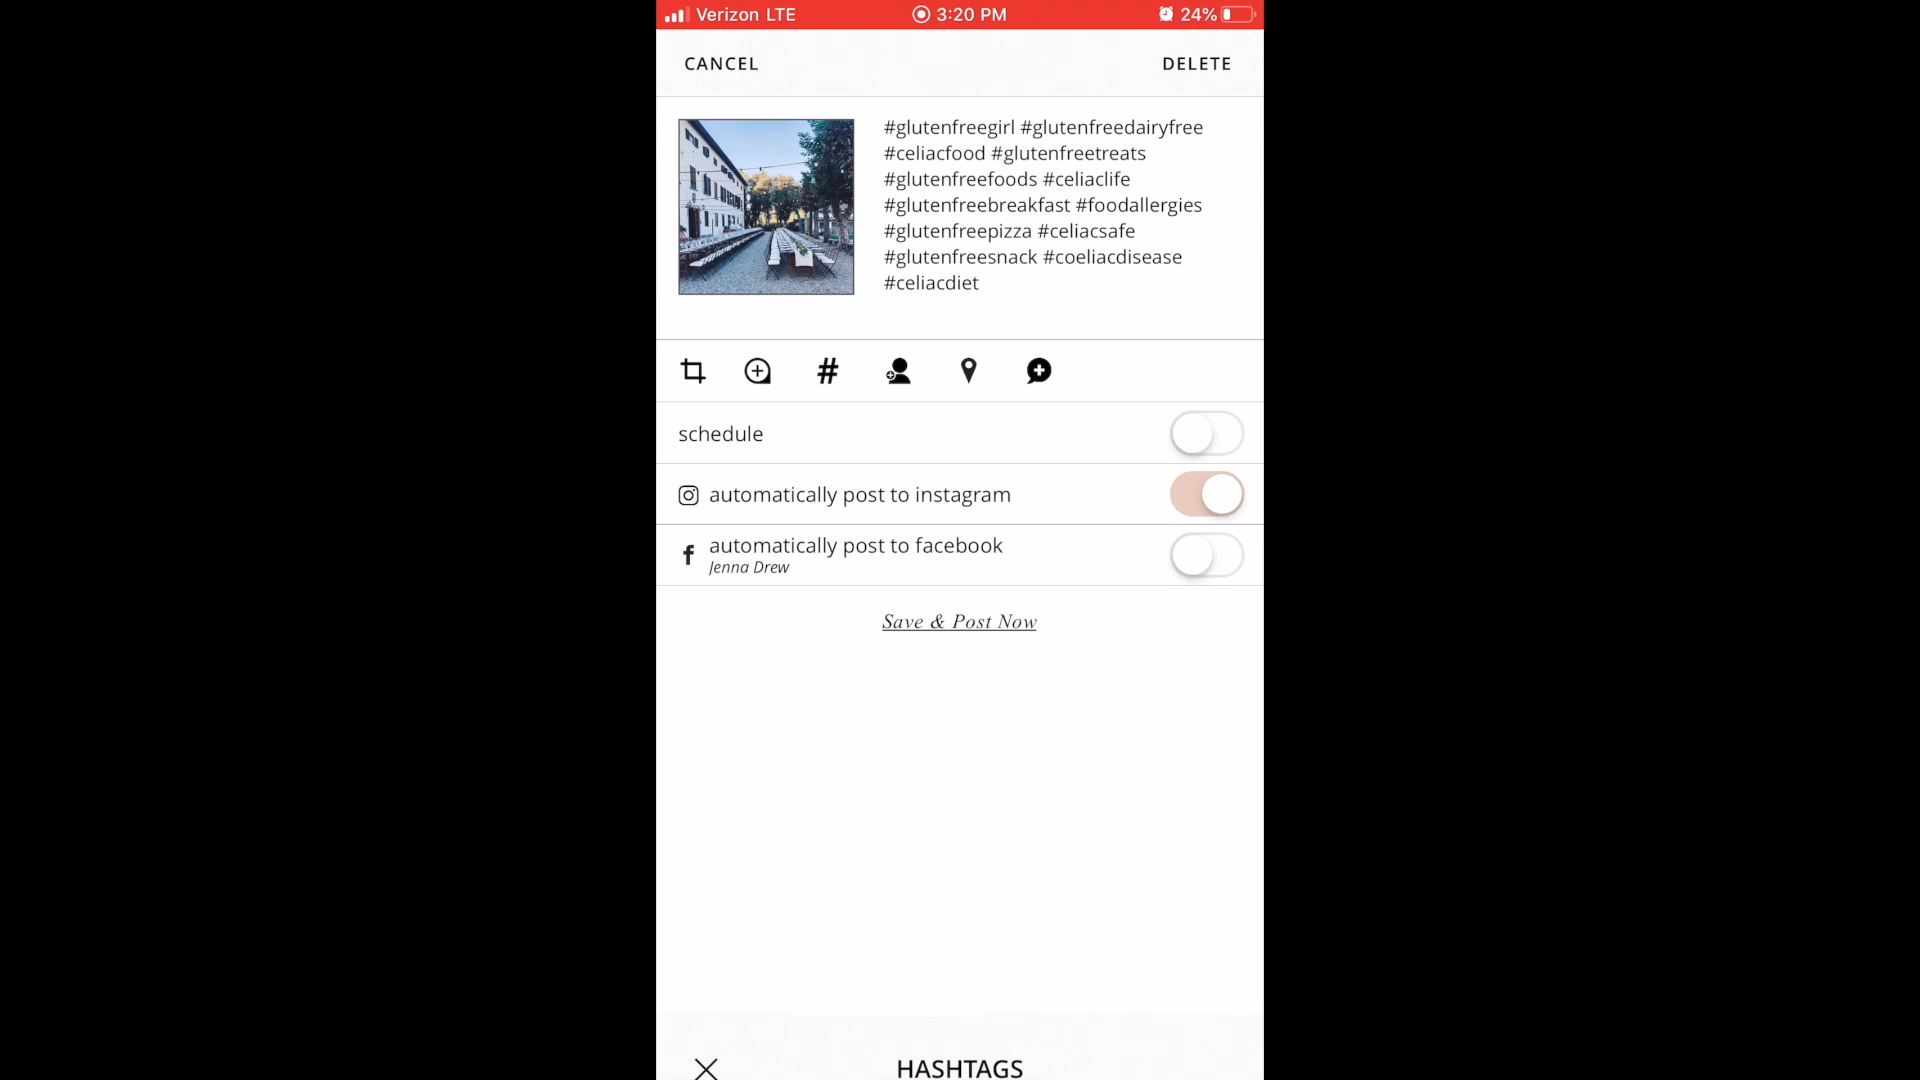 Verizon LTE 3:20 PM 24%
CANCEL DELETE
#glutenfreegirl #glutenfreedairyfree
#celiacfood #glutenfreetreats
#glutenfreefoods #celiaclife
#glutenfreebreakfast #foodallergies
#glutenfreepizza #celiacsafe
#glutenfreesnack #coeliacdisease
#celiacdiet
schedule
automatically post to instagram
automatically post to facebook
Jenna Drew
Save & Post Now
HASHTAGS